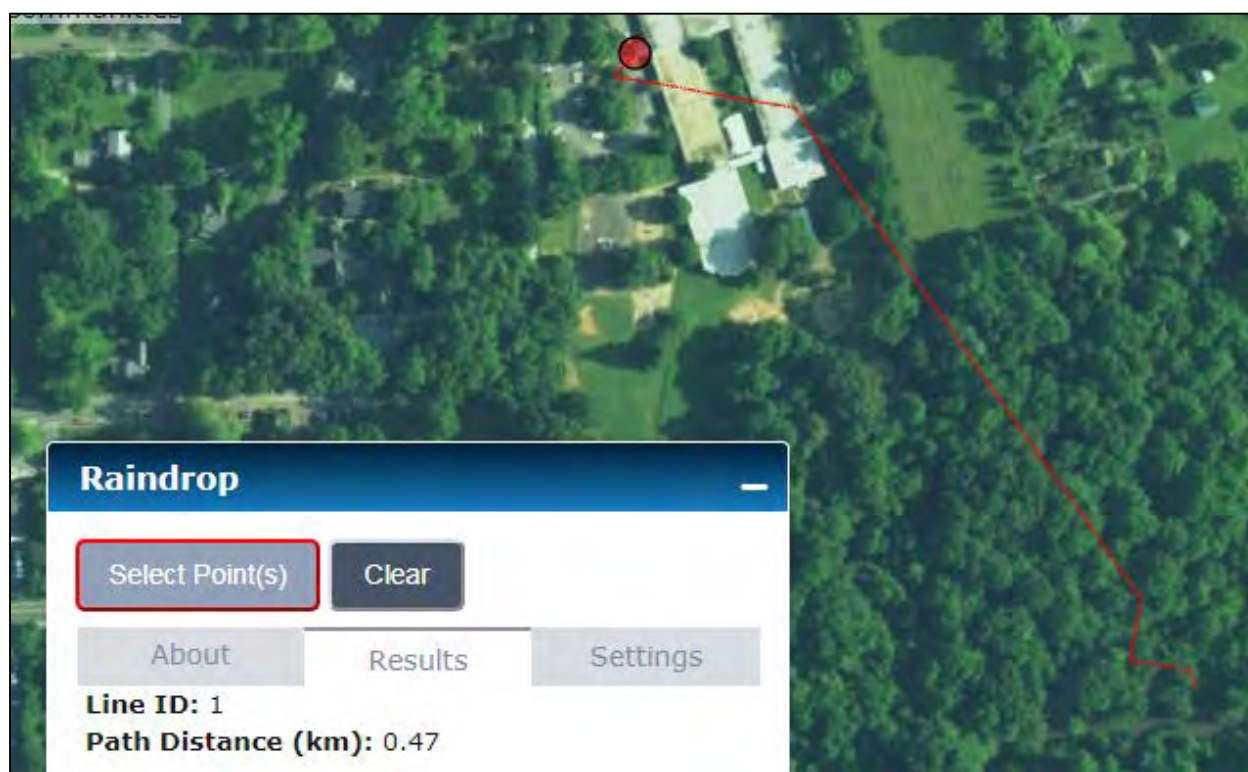 Raindrop
Select Point(s) Clear
About Results Settings
Line ID: 1
Path Distance (km): 0.47